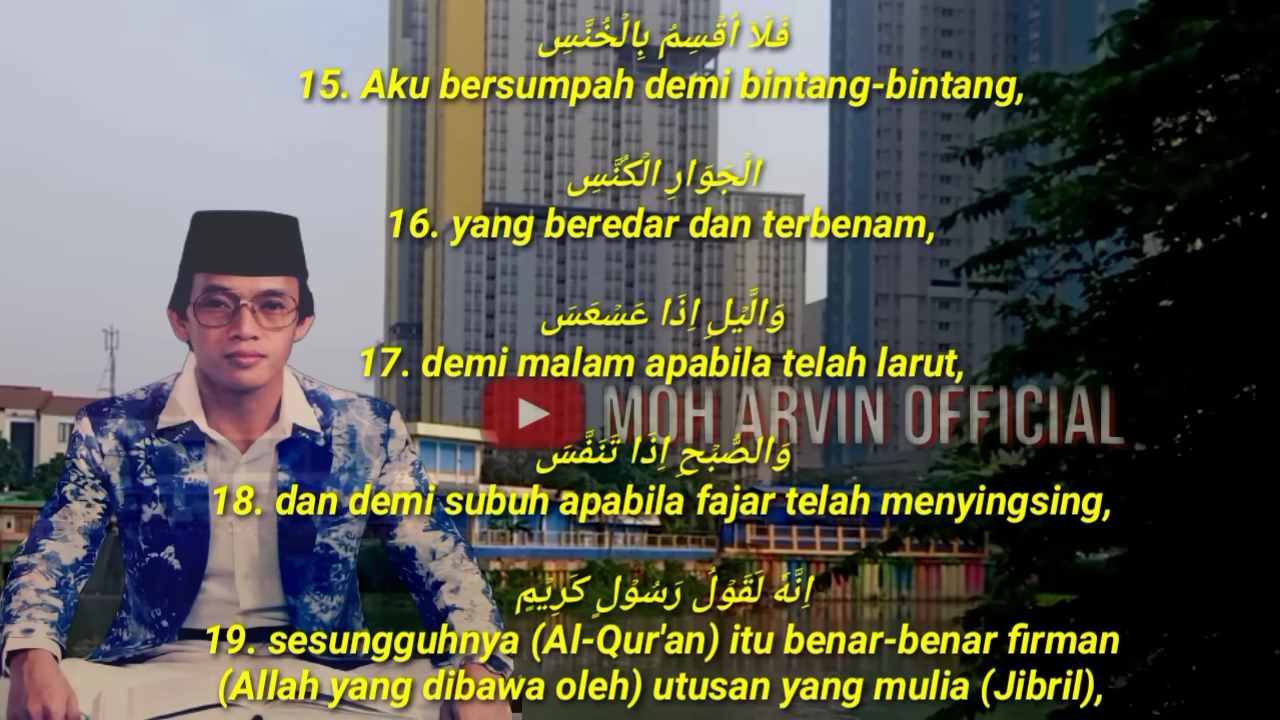 فَلَآ اُقْسِمُ بِالْخُنَّسِ
15. Aku bersumpah demi bintang-bintang,
الْجَوَارِ الْكُنَّسِ
16. yang beredar dan terbenam,
وَالَّيْلِ اِذَا عَسْعَسَ
17. demi malam apabila telah larut,
MOH ARVIN OFFICIAL
وَالصُّبْحِ اِذَا تَنَفَّسَ
18. dan demi subuh apabila fajar telah menyingsing,
اِنَّهٗ لَقَوْلُ رَسُوْلٍ كَرِيْمٍ
19. sesungguhnya (Al-Qur'an) itu benar-benar firman
(Allah yang dibawa oleh) utusan yang mulia (Jibril),